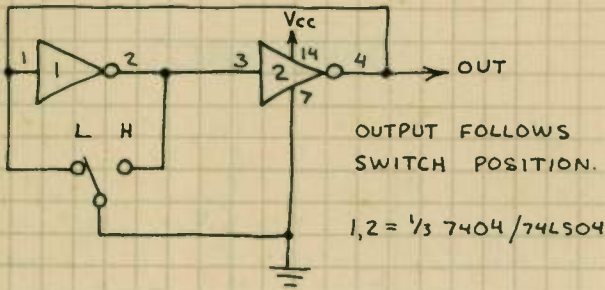 Vcc
1 1 2 3 2 14 4 OUT
7
L H
OUTPUT FOLLOWS
SWITCH POSITION.
1,2 = 1/3 7404/74LS04